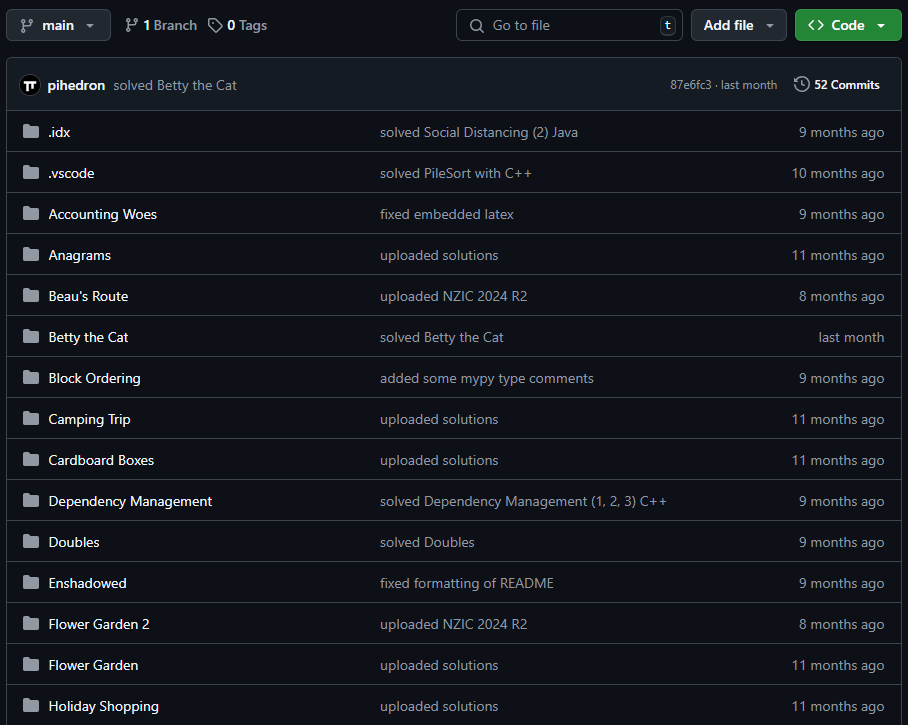 main 1 Branch 0 Tags Go to file t Add file <> Code
pihedron solved Betty the Cat 87e6fc3 · last month 52 Commits
.idx solved Social Distancing (2) Java 9 months ago
.vscode solved PileSort with C++ 10 months ago
Accounting Woes fixed embedded latex 9 months ago
Anagrams uploaded solutions 11 months ago
Beau's Route uploaded NZIC 2024 R2 8 months ago
Betty the Cat solved Betty the Cat last month
Block Ordering added some mypy type comments 9 months ago
Camping Trip uploaded solutions 11 months ago
Cardboard Boxes uploaded solutions 11 months ago
Dependency Management solved Dependency Management (1, 2, 3) C++ 9 months ago
Doubles solved Doubles 9 months ago
Enshadowed fixed formatting of README 9 months ago
Flower Garden 2 uploaded NZIC 2024 R2 8 months ago
Flower Garden uploaded solutions 11 months ago
Holiday Shopping uploaded solutions 11 months ago